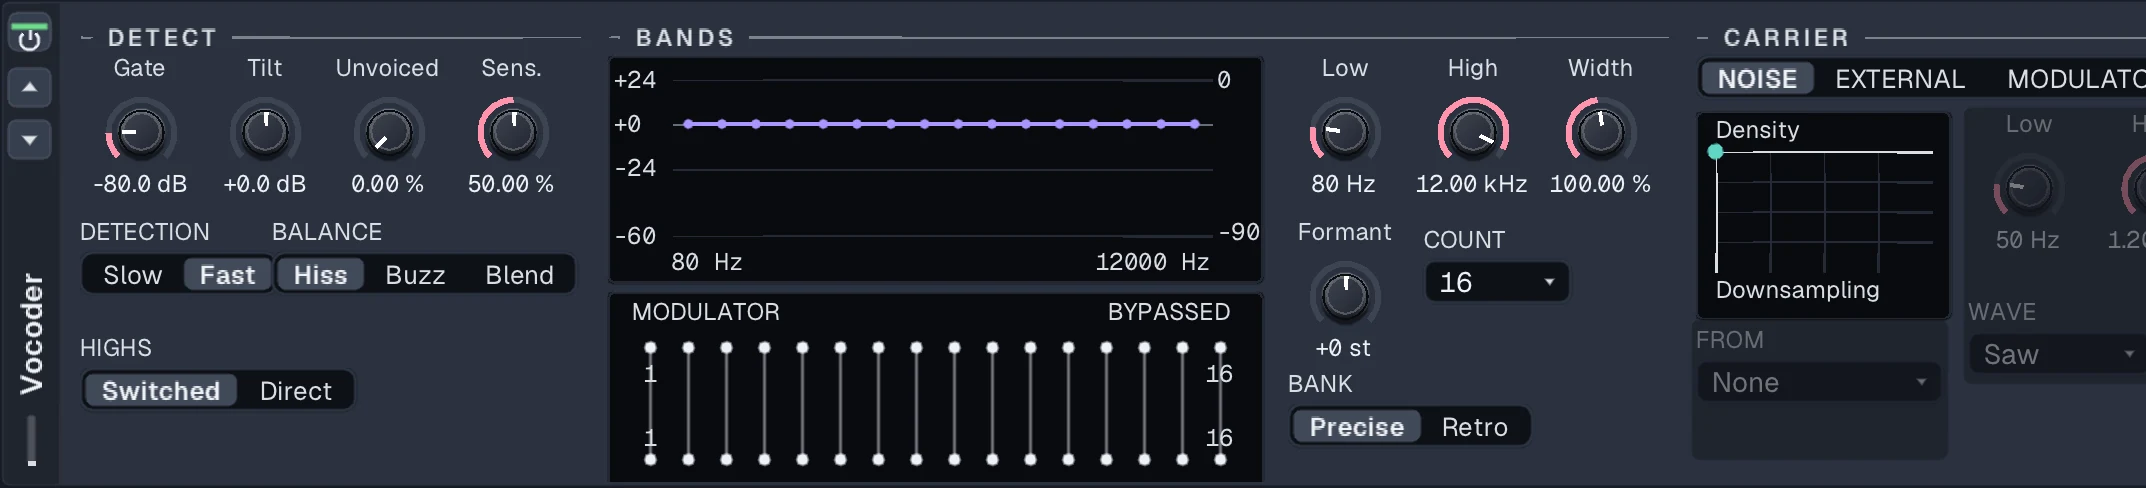 Vocoder
DETECT
Gate Tilt Unvoiced Sens.
-80.0 dB +0.0 dB 0.00 % 50.00 %
DETECTION BALANCE
Slow Fast Hiss Buzz Blend
HIGHS
Switched Direct
BANDS
+24 0
+0
-24
-60 -90
80 Hz 12000 Hz
MODULATOR BYPASSED
1 16
1 16
Low High Width
80 Hz 12.00 kHz 100.00 %
Formant COUNT
16
+0 st
BANK
Precise Retro
CARRIER
NOISE EXTERNAL MODULATO
Density
Downsampling
FROM
None
Low H
50 Hz 1.20
WAVE
Saw